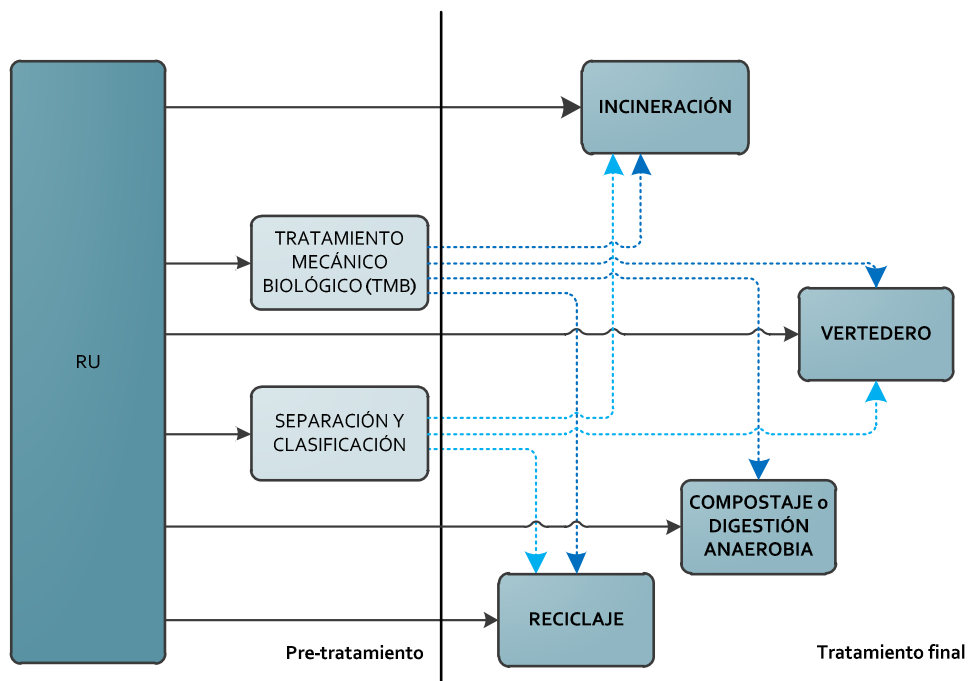 INCINERACIÓN
TRATAMIENTO
MECÁNICO
BIOLÓGICO (TMB)
VERTEDERO
RU
SEPARACIÓN Y
CLASIFICACIÓN
COMPOSTAJE o
DIGESTIÓN
ANAEROBIA
RECICLAJE
Pre-tratamiento
Tratamiento final